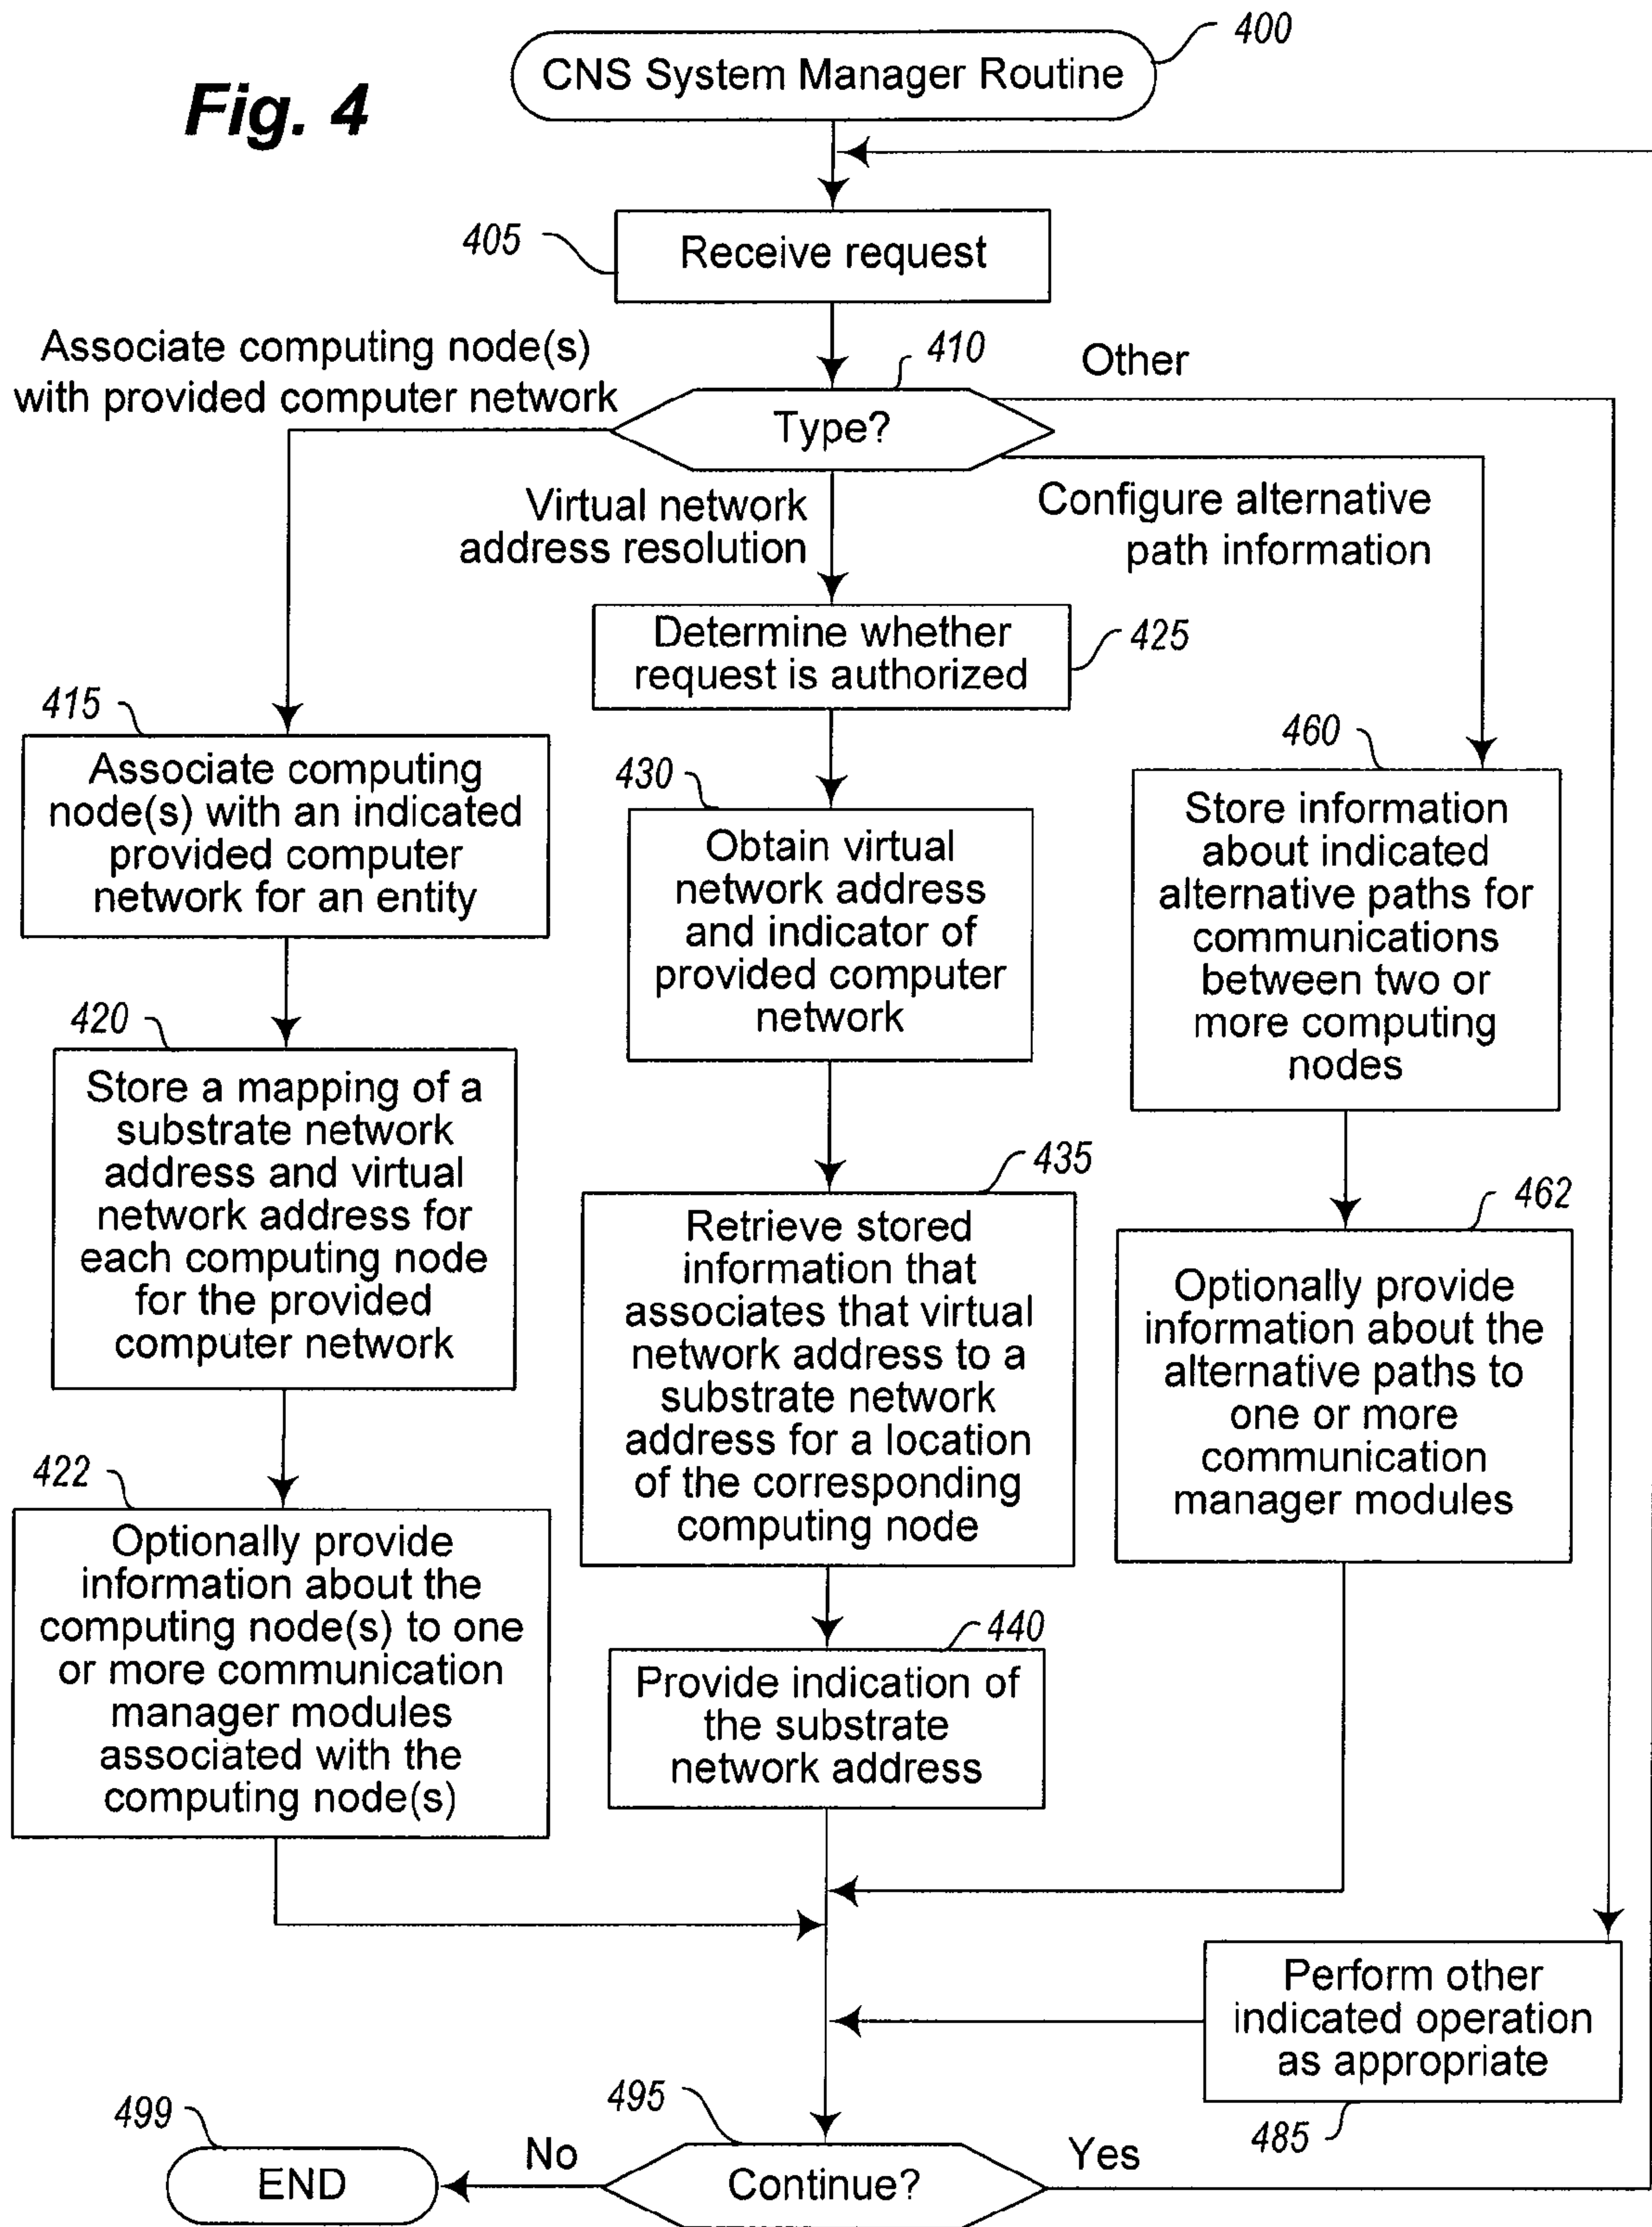 Fig. 4
CNS System Manager Routine
400
405
Receive request
Associate computing node(s)
with provided computer network
410
Other
Type?
Virtual network
address resolution
Configure alternative
path information
Determine whether
request is authorized
425
415
Associate computing
node(s) with an indicated
provided computer
network for an entity
430
Obtain virtual
network address
and indicator of
provided computer
network
460
Store information
about indicated
alternative paths for
communications
between two or
more computing
nodes
420
Store a mapping of a
substrate network
address and virtual
network address for
each computing node
for the provided
computer network
435
Retrieve stored
information that
associates that virtual
network address to a
substrate network
address for a location
of the corresponding
computing node
462
Optionally provide
information about the
alternative paths to
one or more
communication
manager modules
422
Optionally provide
information about the
computing node(s) to one
or more communication
manager modules
associated with the
computing node(s)
440
Provide indication of
the substrate
network address
Perform other
indicated operation
as appropriate
485
495
Continue?
Yes
No
499
END